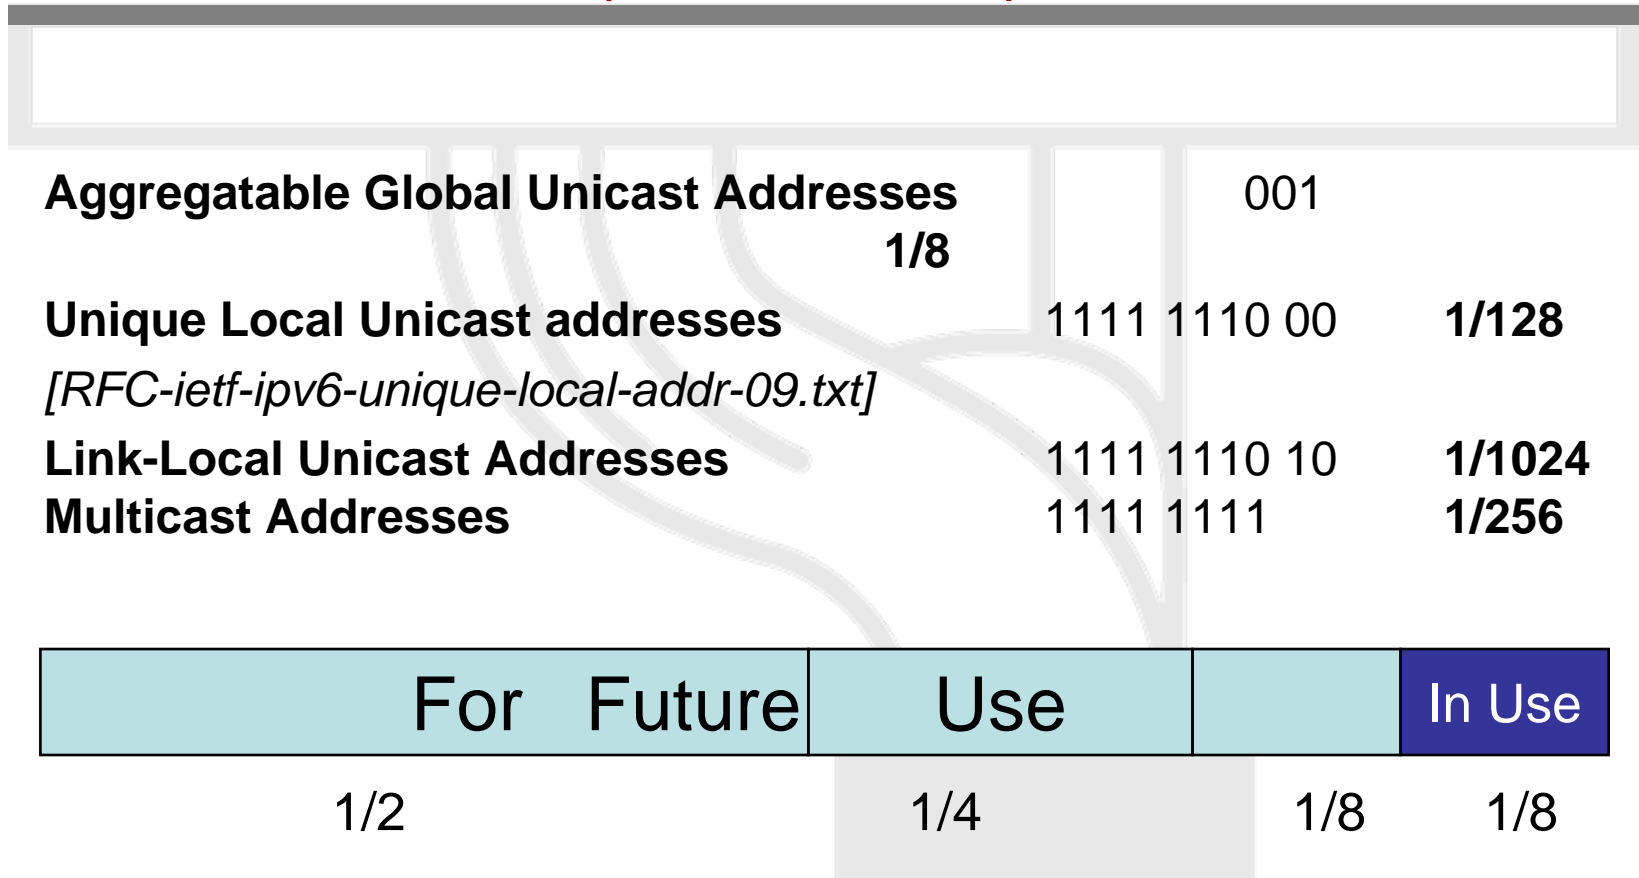 Aggregatable Global Unicast Addresses 001
1/8
Unique Local Unicast addresses 1111 1110 00 1/128
[RFC-ietf-ipv6-unique-local-addr-09.txt]
Link-Local Unicast Addresses 1111 1110 10 1/1024
Multicast Addresses 1111 1111 1/256
For Future Use In Use
1/2 1/4 1/8 1/8